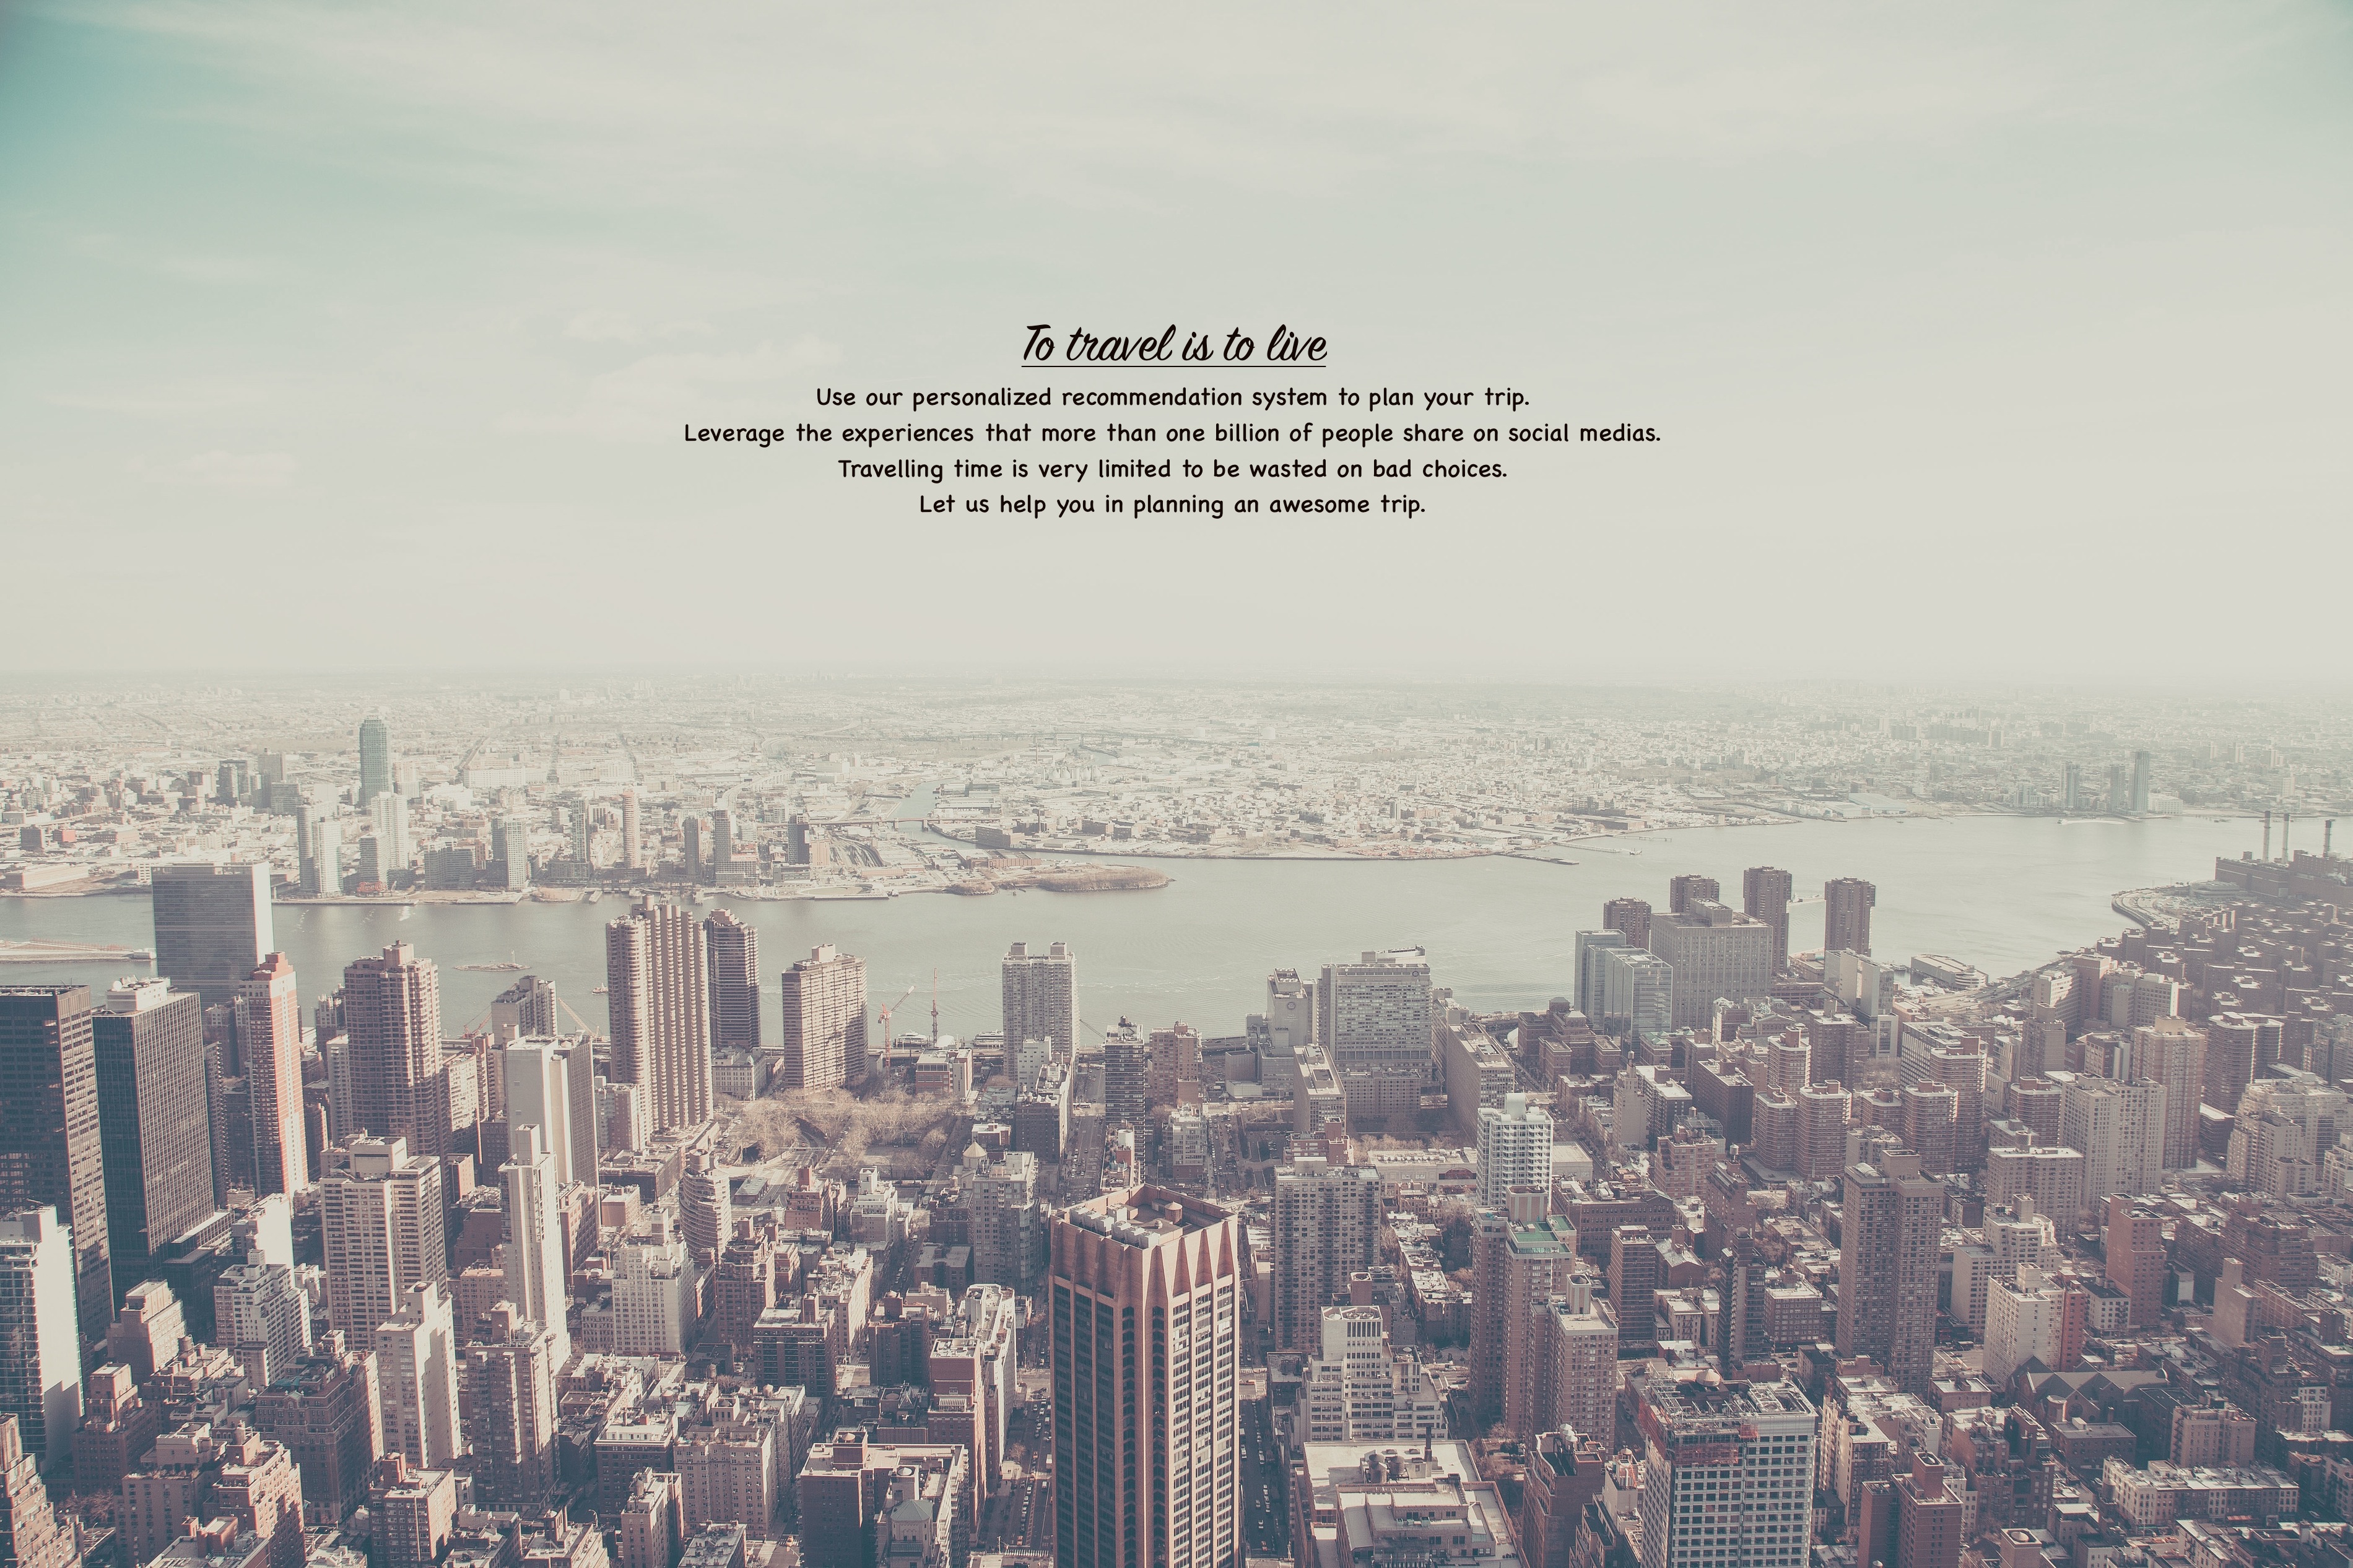 To travel is to live
Use our personalized recommendation system to plan your trip.
Leverage the experiences that more than one billion of people share on social medias.
Travelling time is very limited to be wasted on bad choices.
Let us help you in planning an awesome trip.